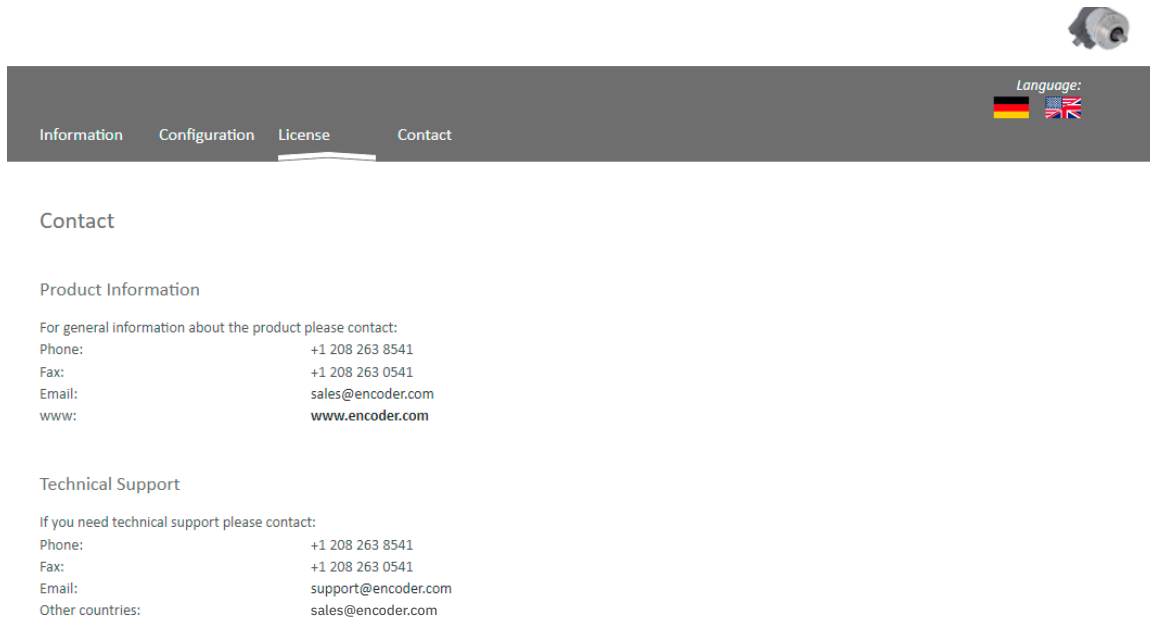 Language:
Information Configuration License Contact
Contact
Product Information
For general information about the product please contact:
Phone: +1 208 263 8541
Fax: +1 208 263 0541
Email: sales@encoder.com
www: www.encoder.com
Technical Support
If you need technical support please contact:
Phone: +1 208 263 8541
Fax: +1 208 263 0541
Email: support@encoder.com
Other countries: sales@encoder.com